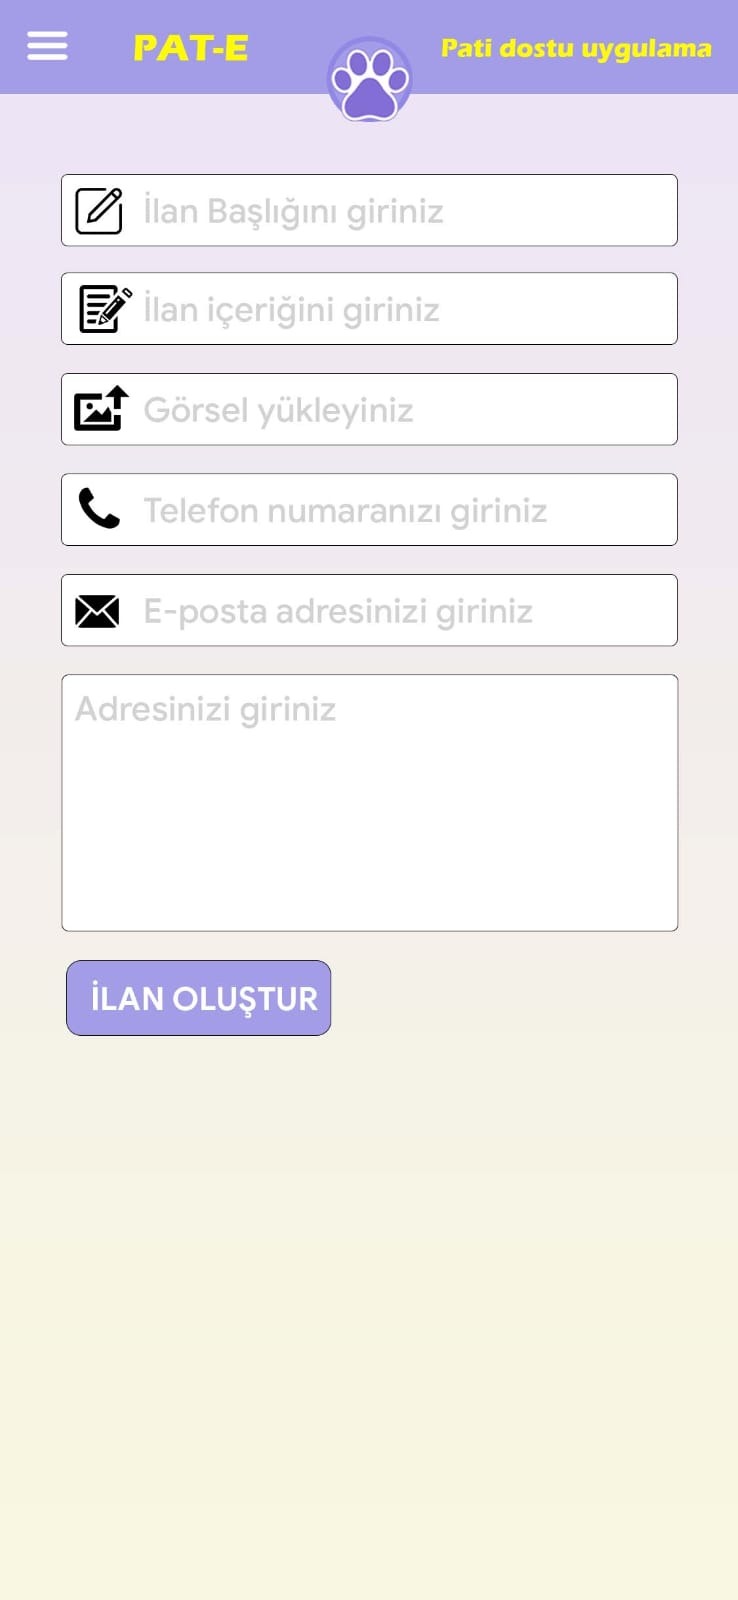 PAT-E
Pati dostu uygulama
İlan Başlığını giriniz
İlan içeriğini giriniz
Görsel yükleyiniz
Telefon numaranızı giriniz
E-posta adresinizi giriniz
Adresinizi giriniz
İLAN OLUŞTUR